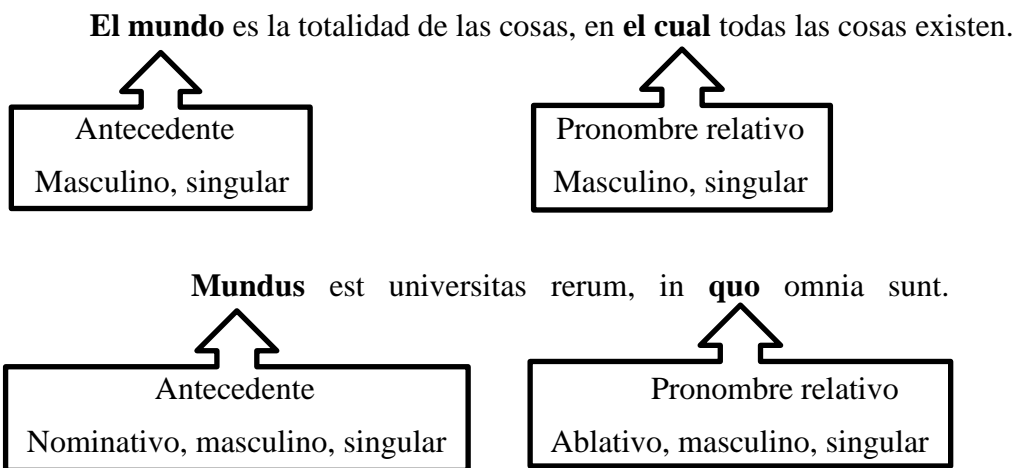 El mundo es la totalidad de las cosas, en el cual todas las cosas existen.
Antecedente
Masculino, singular
Pronombre relativo
Masculino, singular
Mundus est universitas rerum, in quo omnia sunt.
Antecedente
Nominativo, masculino, singular
Pronombre relativo
Ablativo, masculino, singular